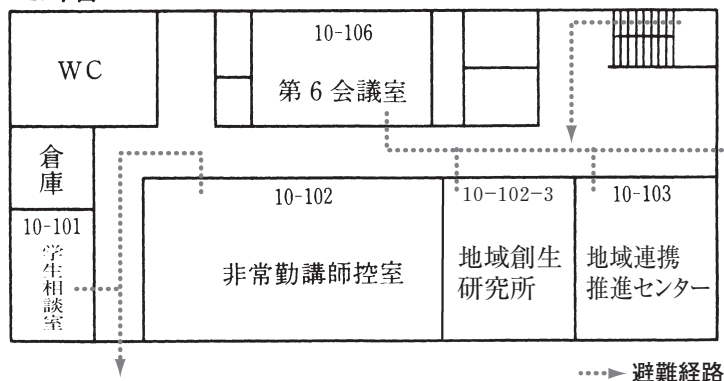 10-106
WC
第6会議室
倉庫
10-101
学生相談室
10-102
非常勤講師控室
10-102-3
地域創生
研究所
10-103
地域連携
推進センター
避難経路